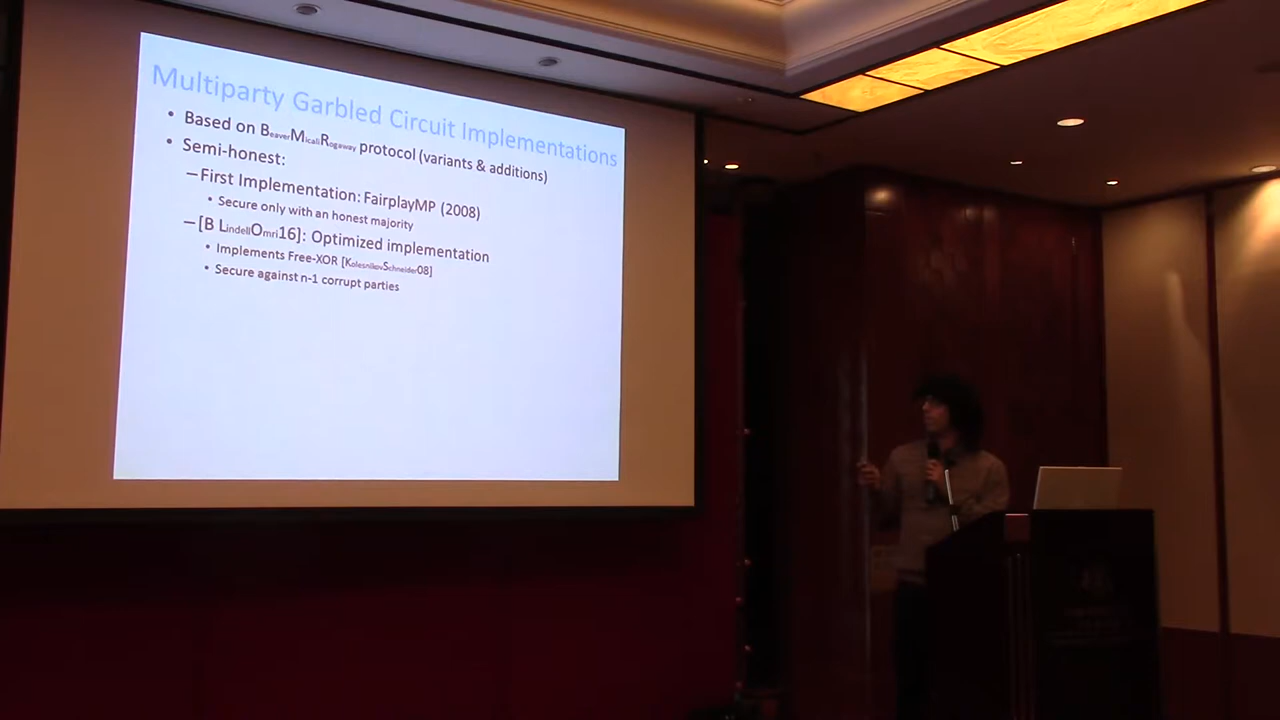 Multiparty Garbled Circuit Implementations
• Based on BeaverMicaliRogaway protocol (variants & additions)
• Semi-honest:
–First Implementation: FairplayMP (2008)
• Secure only with an honest majority
–[B LindellOmri16]: Optimized implementation
• Implements Free-XOR [KolesnikovSchneider08]
• Secure against n-1 corrupt parties